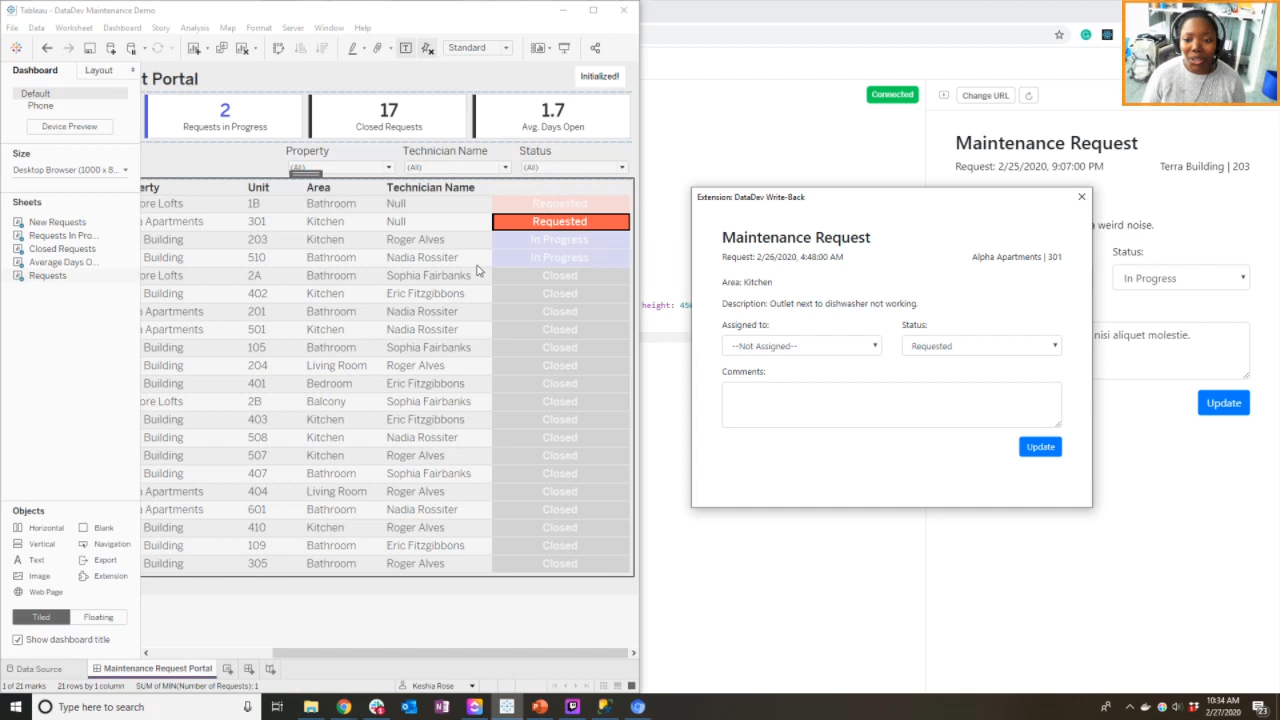 Tableau - DataDev Maintenance Demo
File Data Worksheet Dashboard Story Analysis Map Format Server Window Help
Standard
Dashboard Layout
Default
Phone
Device Preview
Size
Desktop Browser (1000 x 8...
Sheets
New Requests
Requests In Pro...
Closed Requests
Average Days O...
Requests
Objects
Horizontal Blank
Vertical Navigation
Text Export
Image Extension
Web Page
Tiled Floating
Show dashboard title
t Portal
Initialized!
2 17 1.7
Requests in Progress Closed Requests Avg. Days Open
Property Technician Name Status
(All) (All) (All)
erty Unit Area Technician Name
ore Lofts 1B Bathroom Null Requested
a Apartments 301 Kitchen Null Requested
Building 203 Kitchen Roger Alves In Progress
Building 510 Bathroom Nadia Rossiter In Progress
ore Lofts 2A Bathroom Sophia Fairbanks Closed
Building 402 Kitchen Eric Fitzgibbons Closed
a Apartments 201 Kitchen Nadia Rossiter Closed
a Apartments 501 Kitchen Nadia Rossiter Closed
Building 105 Bathroom Sophia Fairbanks Closed
Building 204 Living Room Roger Alves Closed
Building 401 Bedroom Eric Fitzgibbons Closed
ore Lofts 2B Balcony Sophia Fairbanks Closed
a Apartments 403 Kitchen Eric Fitzgibbons Closed
Building 508 Kitchen Nadia Rossiter Closed
Building 507 Kitchen Roger Alves Closed
Building 407 Bathroom Sophia Fairbanks Closed
a Apartments 404 Living Room Roger Alves Closed
a Apartments 601 Bathroom Nadia Rossiter Closed
Building 410 Kitchen Roger Alves Closed
Building 109 Bathroom Eric Fitzgibbons Closed
Building 305 Bathroom Roger Alves Closed
Data Source Maintenance Request Portal
1 of 21 marks 21 rows by 1 column SUM of MIN(Number of Requests): 1 Keshia Rose
Connected
Change URL
Maintenance Request
Request: 2/25/2020, 9:07:00 PM Terra Building | 203
a weird noise.
Status:
In Progress
nisi aliquet molestie.
Update
height: 45
Extension: DataDev Write-Back
Maintenance Request
Request: 2/26/2020, 4:48:00 AM Alpha Apartments | 301
Area: Kitchen
Description: Outlet next to dishwasher not working.
Assigned to: Status:
--Not Assigned-- Requested
Comments:
Update
Type here to search
10:34 AM
2/27/2020
23